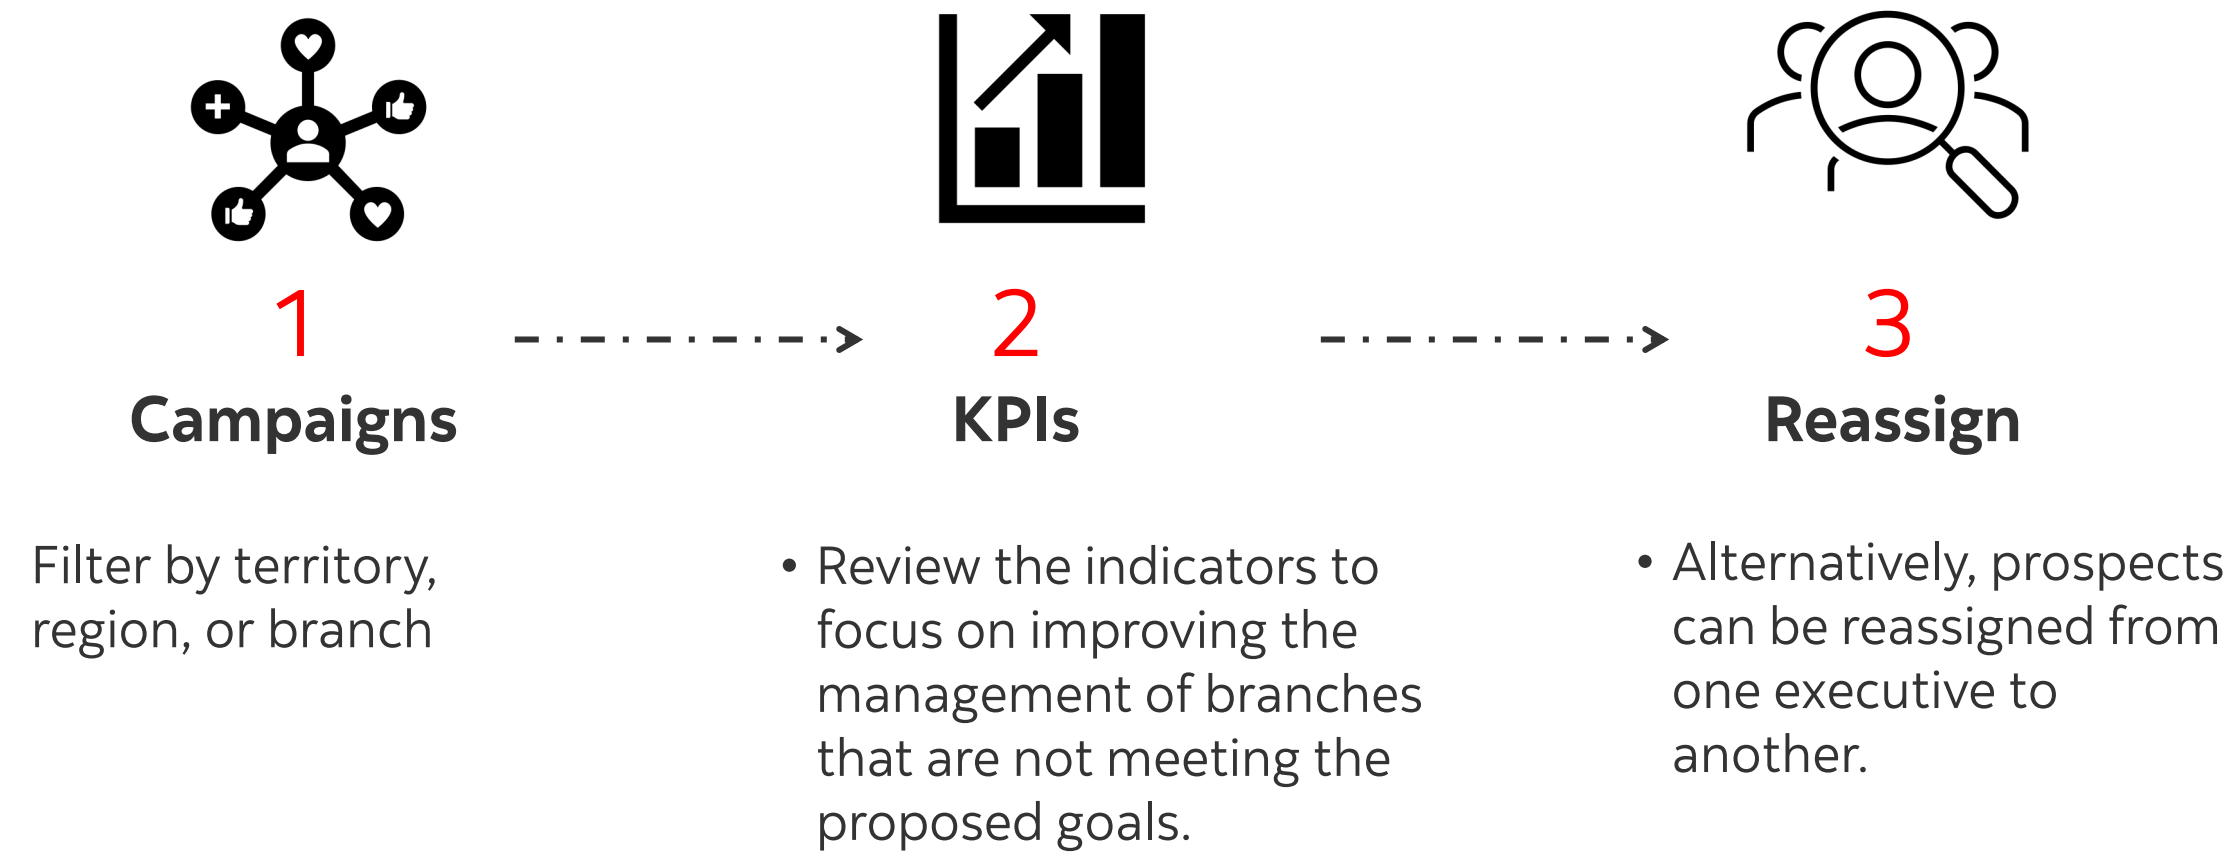 1
Campaigns
Filter by territory,
region, or branch
2
KPIs
• Review the indicators to
focus on improving the
management of branches
that are not meeting the
proposed goals.
3
Reassign
• Alternatively, prospects
can be reassigned from
one executive to
another.